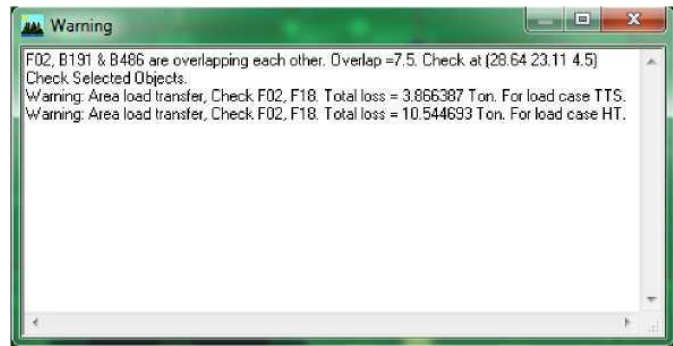 Warning
F02, B191 & B486 are overlapping each other. Overlap =7.5. Check at (28.64 23.11 4.5)
Check Selected Objects.
Warning: Area load transfer, Check F02, F18. Total loss = 3.866387 Ton. For load case TTS.
Warning: Area load transfer, Check F02, F18. Total loss = 10.544693 Ton. For load case HT.